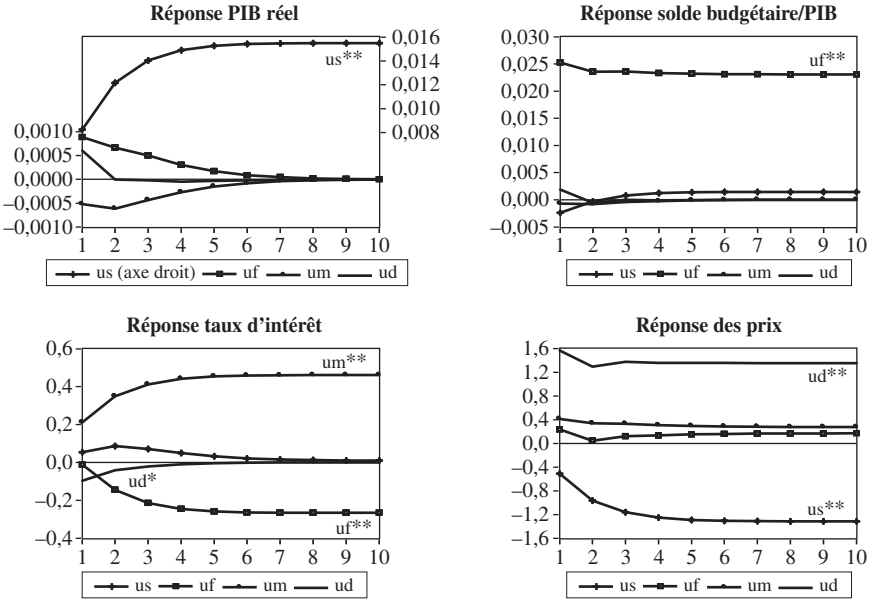 Réponse PIB réel
us**
0,016
0,014
0,012
0,010
0,008
0,0010
0,0005
0,0000
–0,0005
–0,0010
1 2 3 4 5 6 7 8 9 10
us (axe droit) uf um ud
Réponse solde budgétaire/PIB
0,030
0,025
0,020
0,015
0,010
0,005
0,000
–0,005
uf**
1 2 3 4 5 6 7 8 9 10
us uf um ud
Réponse taux d'intérêt
0,6
0,4
0,2
0,0
–0,2
–0,4
um**
ud*
uf**
1 2 3 4 5 6 7 8 9 10
us uf um ud
Réponse des prix
1,6
1,2
0,8
0,4
0,0
–0,4
–0,8
–1,2
–1,6
ud**
us**
1 2 3 4 5 6 7 8 9 10
us uf um ud